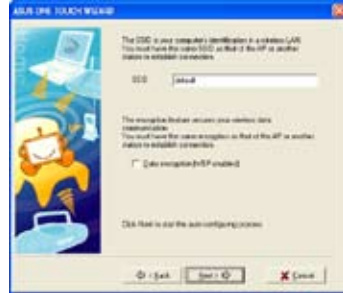 ASUS ONE TOUCH WIZARD
The SSID is your computer's identification in a wireless LAN.
You must have the same SSID as that of the AP or another
station to establish connection.
SSID
default
The encryption feature secures your wireless data
communication.
You must have the same encryption as that of the AP or another
station to establish connection.
Data encryption(WEP enabled)
Click Next to start the auto-configuring process.
< Back
Next >
Cancel